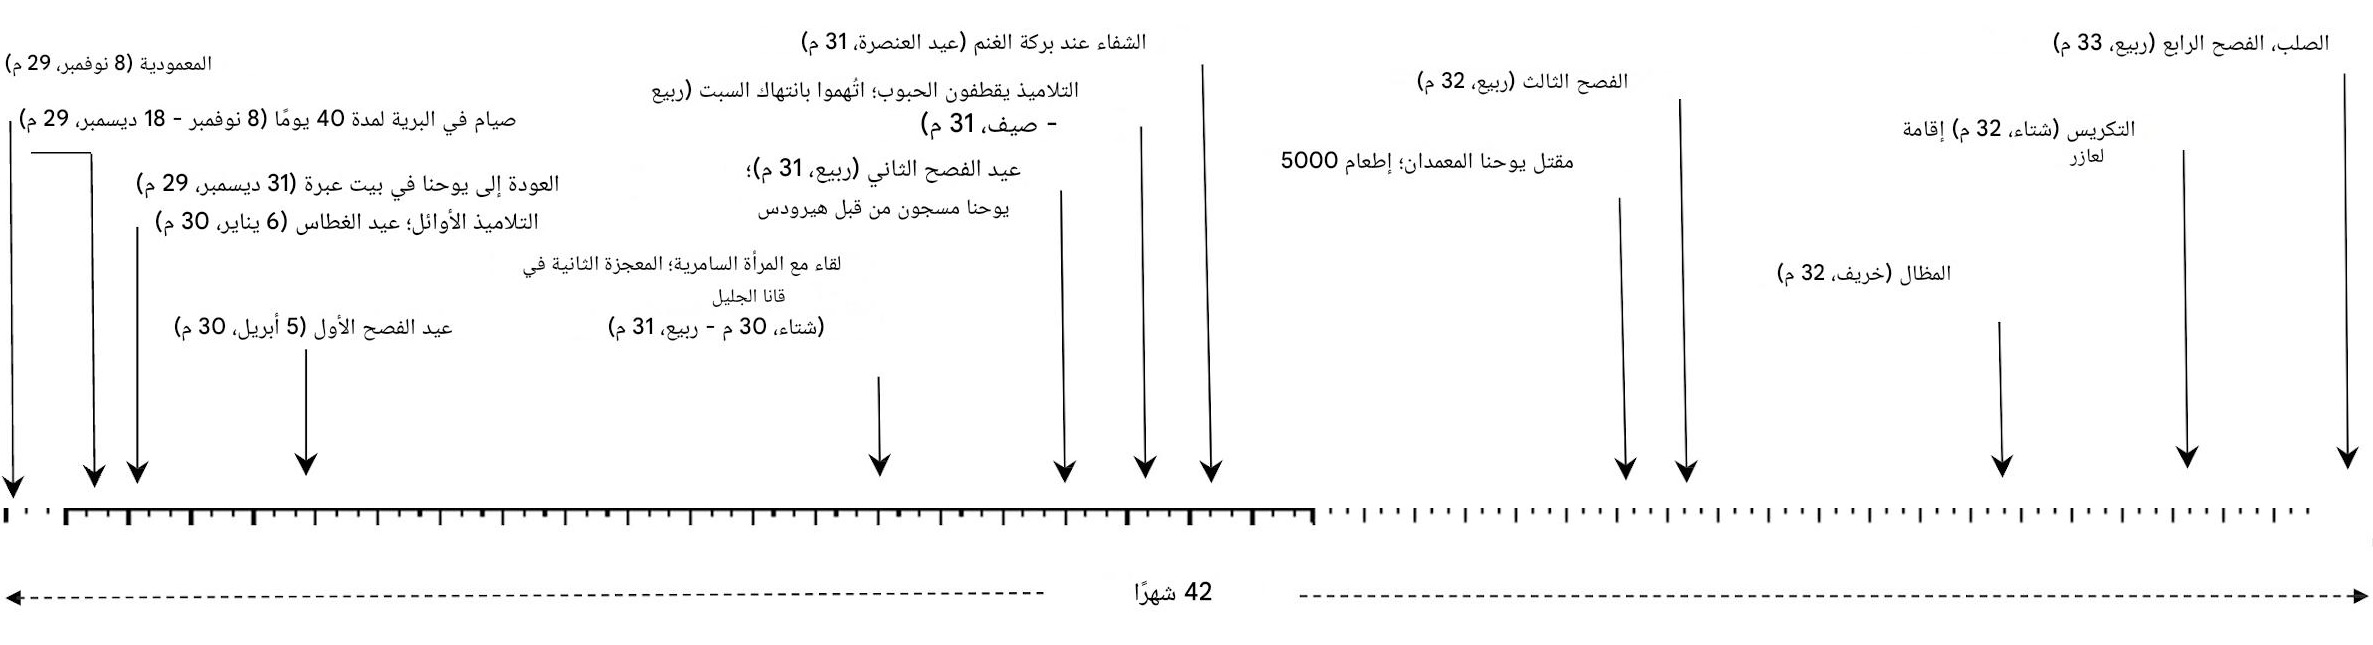 المعمودية (8 نوفمبر، 29 م)
صيام في البرية لمدة 40 يومًا (8 نوفمبر - 18 ديسمبر، 29 م)
العودة إلى يوحنا في بيت عبرة (31 ديسمبر، 29 م)
التلاميذ الأوائل؛ عيد الغطاس (6 يناير، 30 م)
عيد الفصح الأول (5 أبريل، 30 م)
لقاء مع المرأة السامرية؛ المعجزة الثانية في
قانا الجليل
(شتاء، 30 م - ربيع، 31 م)
عيد الفصح الثاني (ربيع، 31 م)؛
يوحنا مسجون من قبل هيرودس
التلاميذ يقطفون الحبوب؛ اتُهموا بانتهاك السبت (ربيع
- صيف، 31 م)
الشفاء عند بركة الغنم (عيد العنصرة، 31 م)
مقتل يوحنا المعمدان؛ إطعام 5000
الفصح الثالث (ربيع، 32 م)
المظال (خريف، 32 م)
التكريس (شتاء، 32 م) إقامة
لعازر
الصلب، الفصح الرابع (ربيع، 33 م)
42 شهرًا